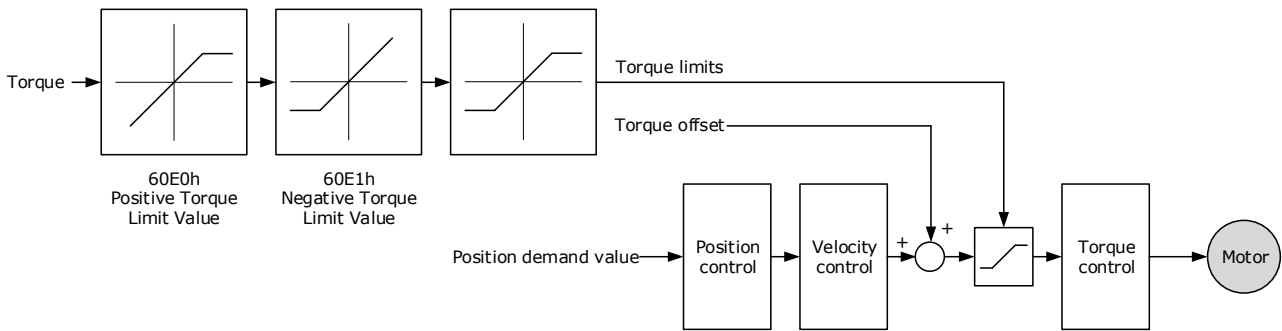 Torque
60E0h
Positive Torque
Limit Value
60E1h
Negative Torque
Limit Value
Torque limits
Torque offset
Position demand value
Position
control
Velocity
control
+
+
Torque
control
Motor